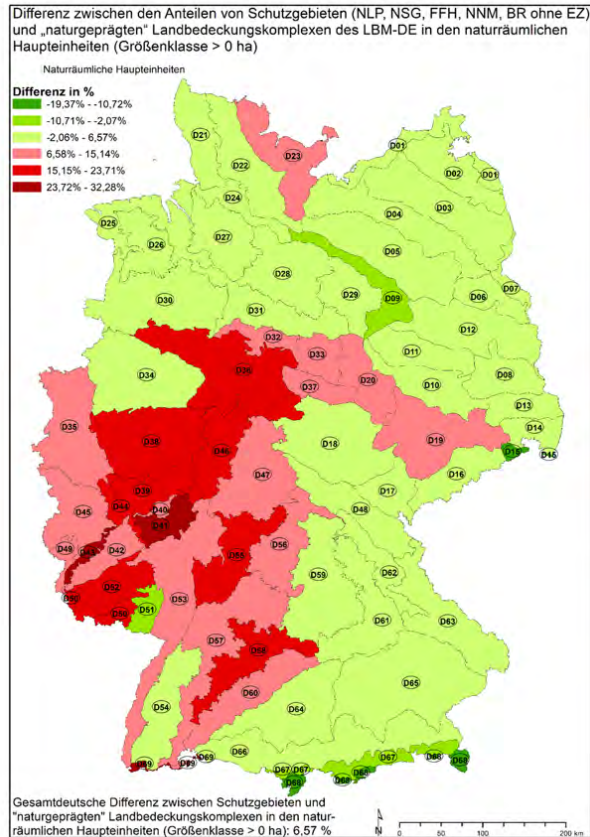 Differenz zwischen den Anteilen von Schutzgebieten (NLP, NSG, FFH, NNM, BR ohne EZ)
und „naturgeprägten" Landbedeckungskomplexen des LBM-DE in den naturräumlichen
Haupteinheiten (Größenklasse > 0 ha)
Naturräumliche Haupteinheiten
Differenz in %
-19,37% - -10,72%
-10,71% - -2,07%
-2,06% - 6,57%
6,58% - 15,14%
15,15% - 23,71%
23,72% - 32,28%
D21
D23
D01
D22
D02
D01
D24
D03
D04
D25
D27
D26
D05
D28
D07
D30
D29
D09
D06
D31
D12
D32
D33
D11
D34
D20
D08
D37
D10
D13
D35
D19
D14
D18
D15
D16
D47
D17
D44
D40
D45
D41
D48
D49
D42
D55
D56
D59
D62
D52
D51
D53
D61
D63
D57
D58
D60
D65
D54
D64
D69
D69
D66
D67
D67
D67
D66
D68
Gesamtdeutsche Differenz zwischen Schutzgebieten und
"naturgeprägten" Landbedeckungskomplexen in den natur-
räumlichen Haupteinheiten (Größenklasse > 0 ha): 6,57 %
N
0 50 100 200 km